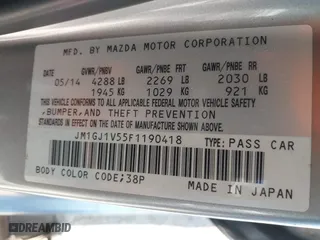 MFD. BY MAZDA MOTOR CORPORATION
GVWR/PNBV GAWR/PNBE FRT GAWR/PNBE RR
05/14 4288 LB 2269 LB 2030 LB
1945 KG 1029 KG 921 KG
THIS VEHICLE CONFORMS TO ALL APPLICABLE FEDERAL MOTOR VEHICLE SAFETY
, BUMPER, AND THEFT PREVENTION
STANDARDS IN EFFECT ON THE DATE OF MANUFACTURE SHOWN ABOVE.
JM1GJ1V55F1190418 TYPE: PASS CAR
BODY COLOR CODE;38P MADE IN JAPAN
DRIVERSIDE